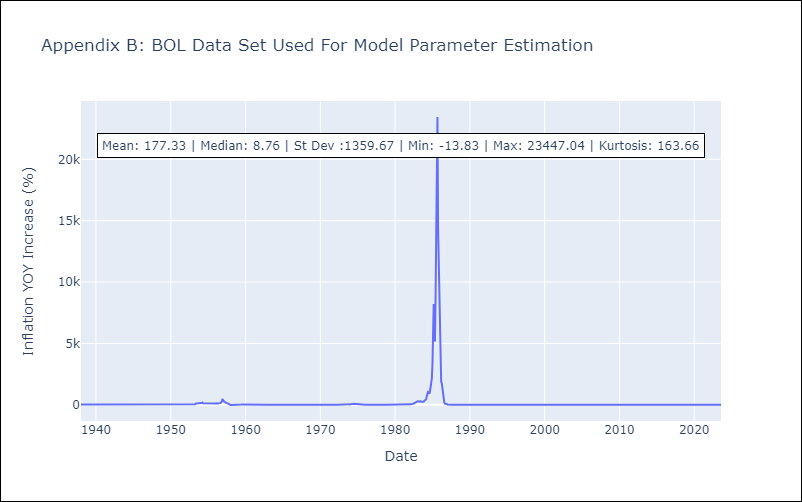 Appendix B: BOL Data Set Used For Model Parameter Estimation
Mean: 177.33 | Median: 8.76 | St Dev :1359.67 | Min: -13.83 | Max: 23447.04 | Kurtosis: 163.66
Inflation YOY Increase (%)
20k
15k
10k
5k
0
1940 1950 1960 1970 1980 1990 2000 2010 2020
Date